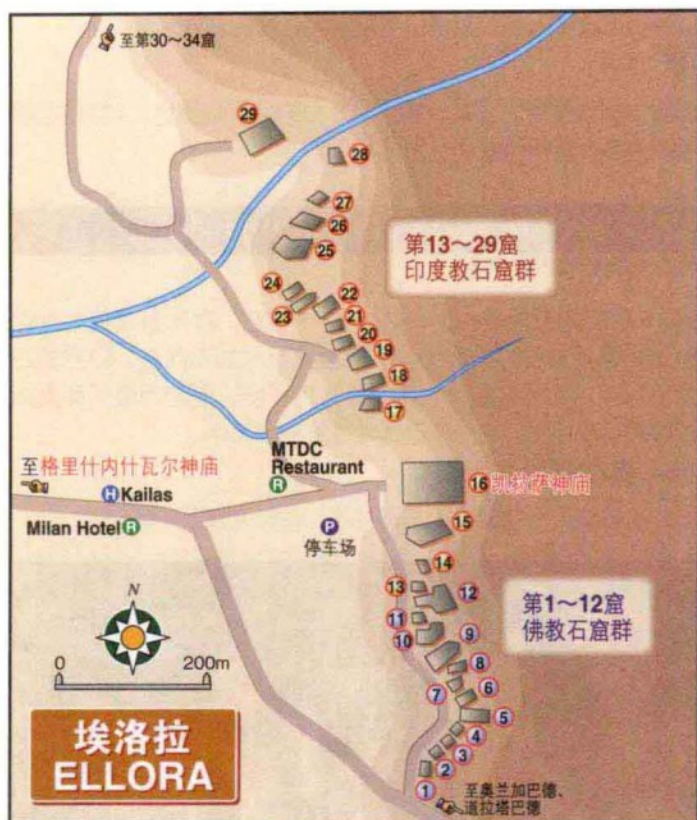 至第30～34窟
29
28
27
26
25
第13～29窟
印度教石窟群
24
23
22
21
20
19
18
17
至格里什内什瓦尔神庙
MTDC
Restaurant
R
H Kailas
16 凯拉萨神庙
Milan Hotel R
P
停车场
15
14
13
12
第1～12窟
佛教石窟群
11
10
9
8
7
6
5
4
3
2
1
N
0 200m
埃洛拉
ELLORA
至奥兰加巴德、
道拉塔巴德